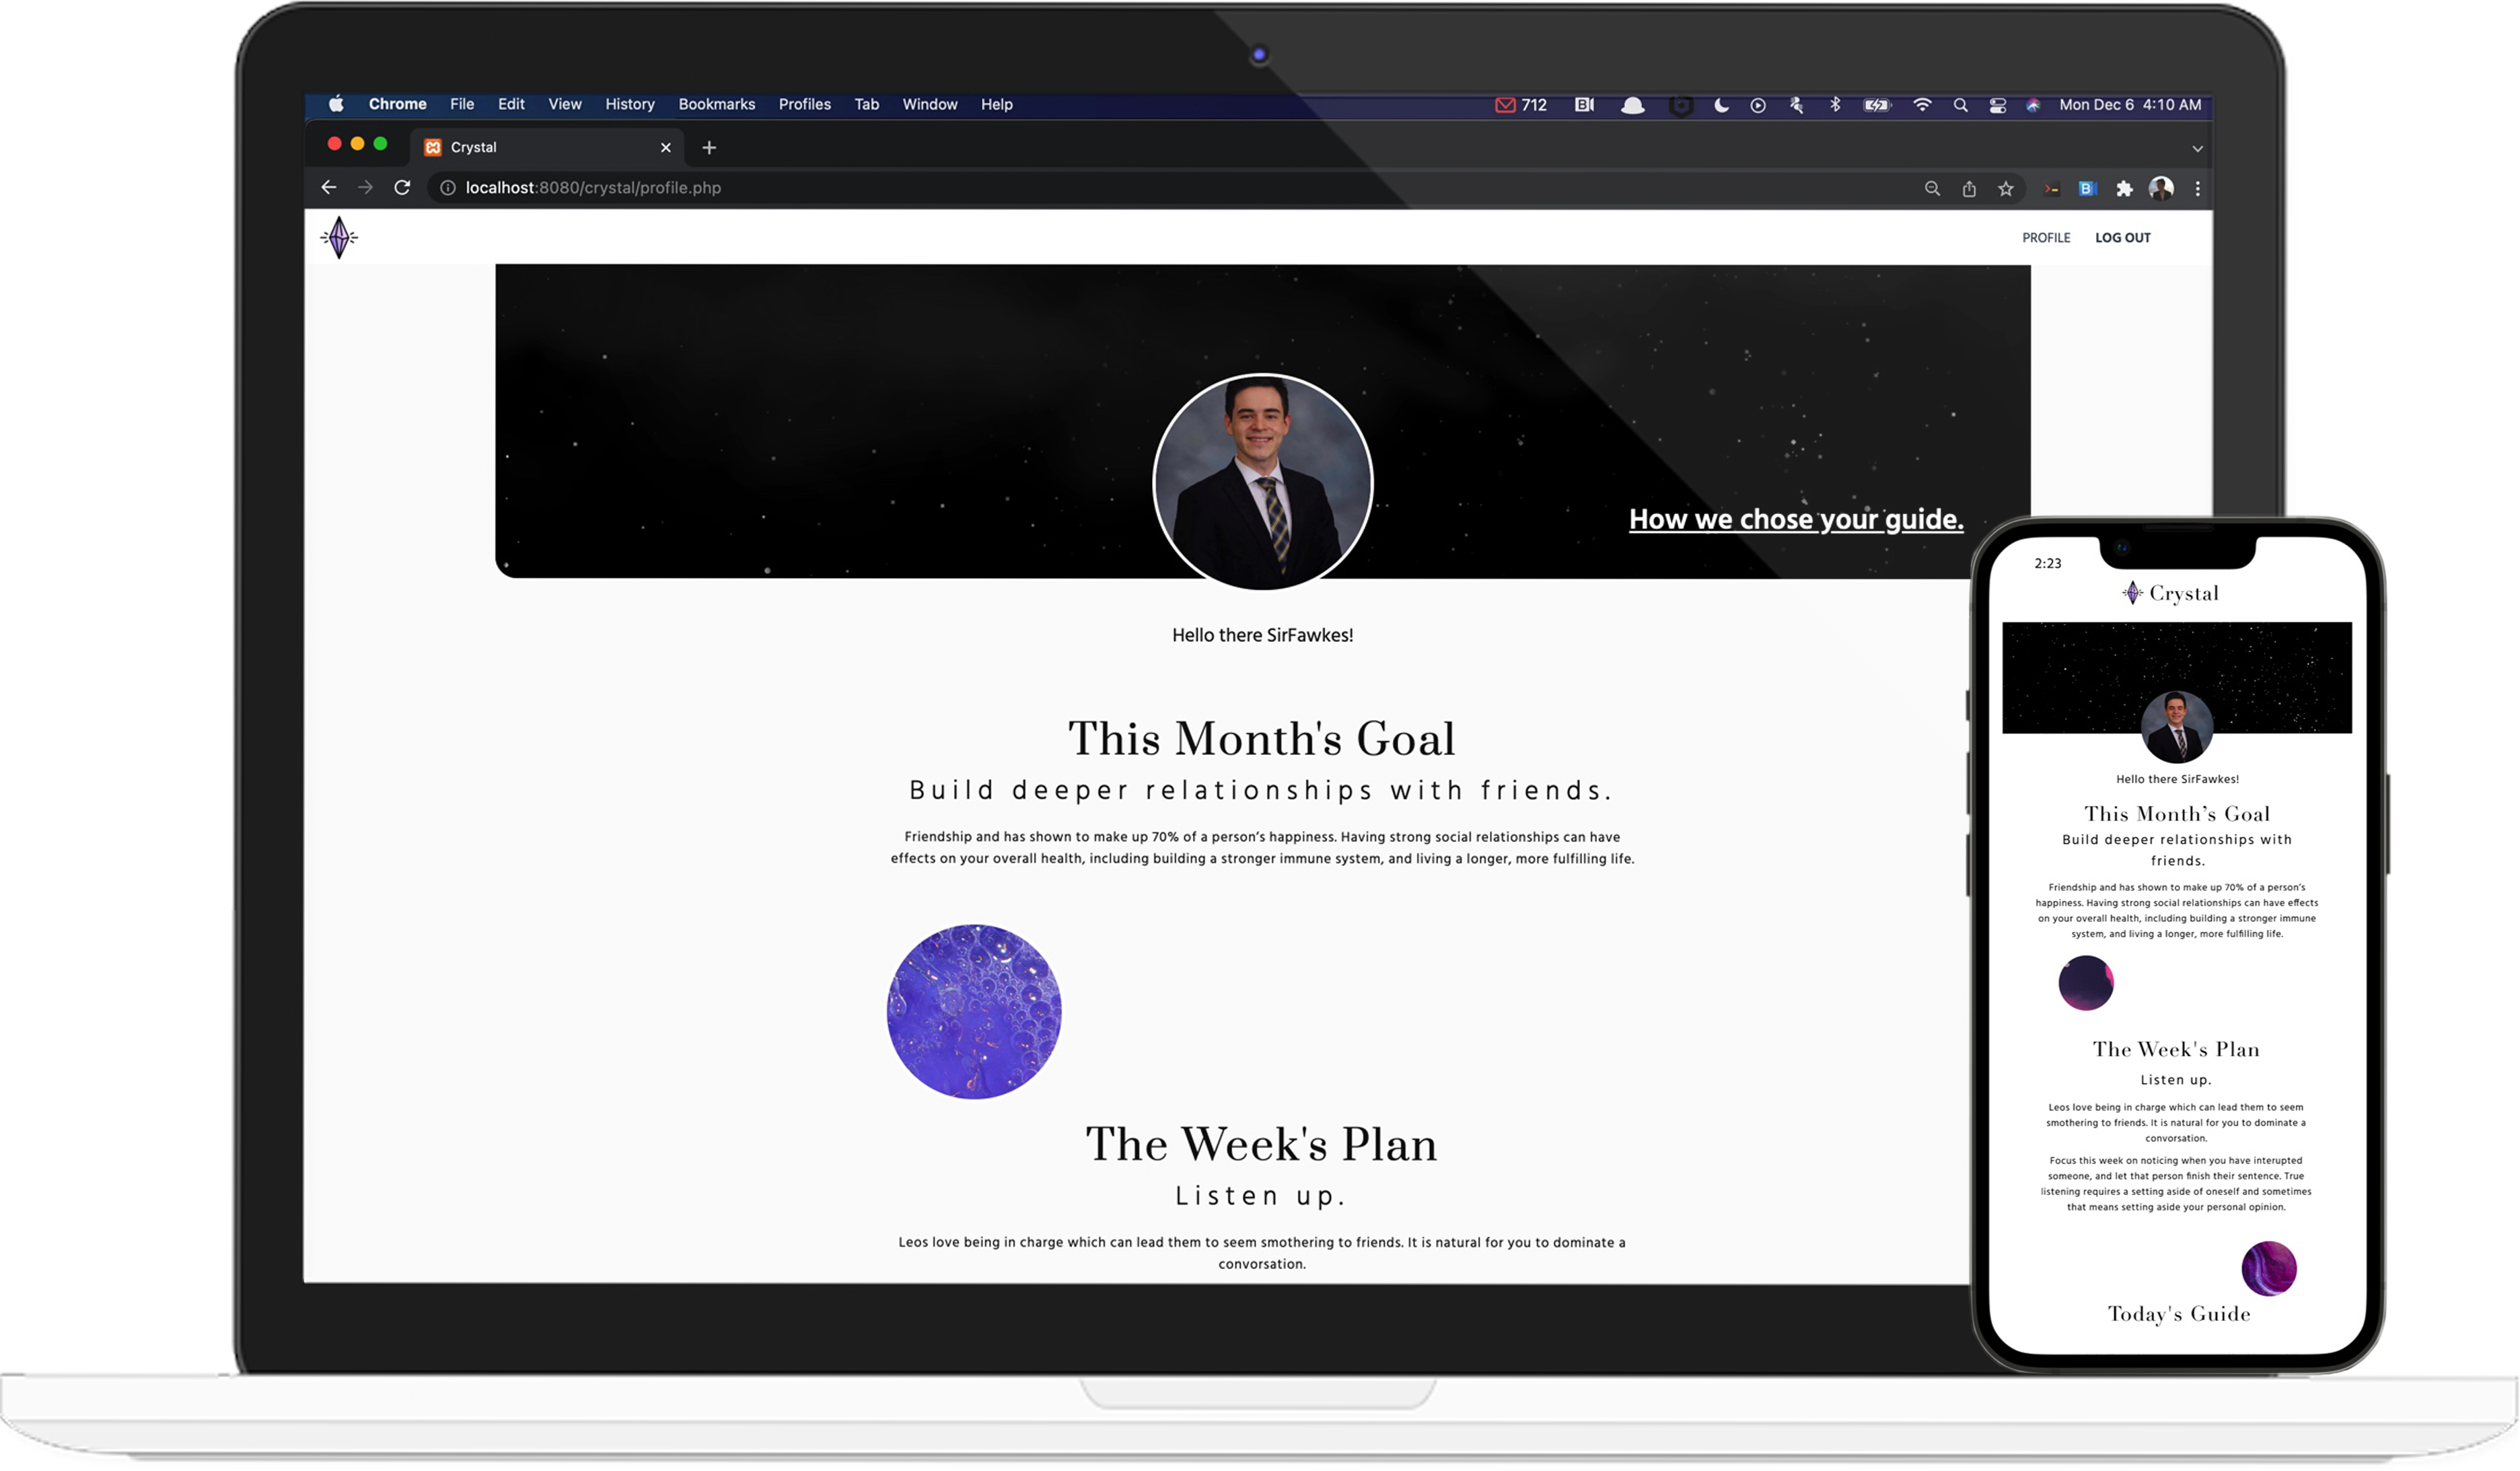 Chrome File Edit View History Bookmarks Profiles Tab Window Help 712 Mon Dec 6 4:10 AM
Crystal
localhost:8080/crystal/profile.php
PROFILE LOG OUT
How we chose your guide.
Hello there SirFawkes!
This Month's Goal
Build deeper relationships with friends.
Friendship and has shown to make up 70% of a person’s happiness. Having strong social relationships can have
effects on your overall health, including building a stronger immune system, and living a longer, more fulfilling life.
The Week's Plan
Listen up.
Leos love being in charge which can lead them to seem smothering to friends. It is natural for you to dominate a
convorsation.
2:23
Crystal
Hello there SirFawkes!
This Month’s Goal
Build deeper relationships with
friends.
Friendship and has shown to make up 70% of a person’s
happiness. Having strong social relationships can have effects
on your overall health, including building a stronger immune
system, and living a longer, more fulfilling life.
The Week's Plan
Listen up.
Leos love being in charge which can lead them to seem
smothering to friends. It is natural for you to dominate a
convorsation.
Focus this week on noticing when you have interupted
someone, and let that person finish their sentence. True
listening requires a setting aside of oneself and sometimes
that means setting aside your personal opinion.
Today's Guide